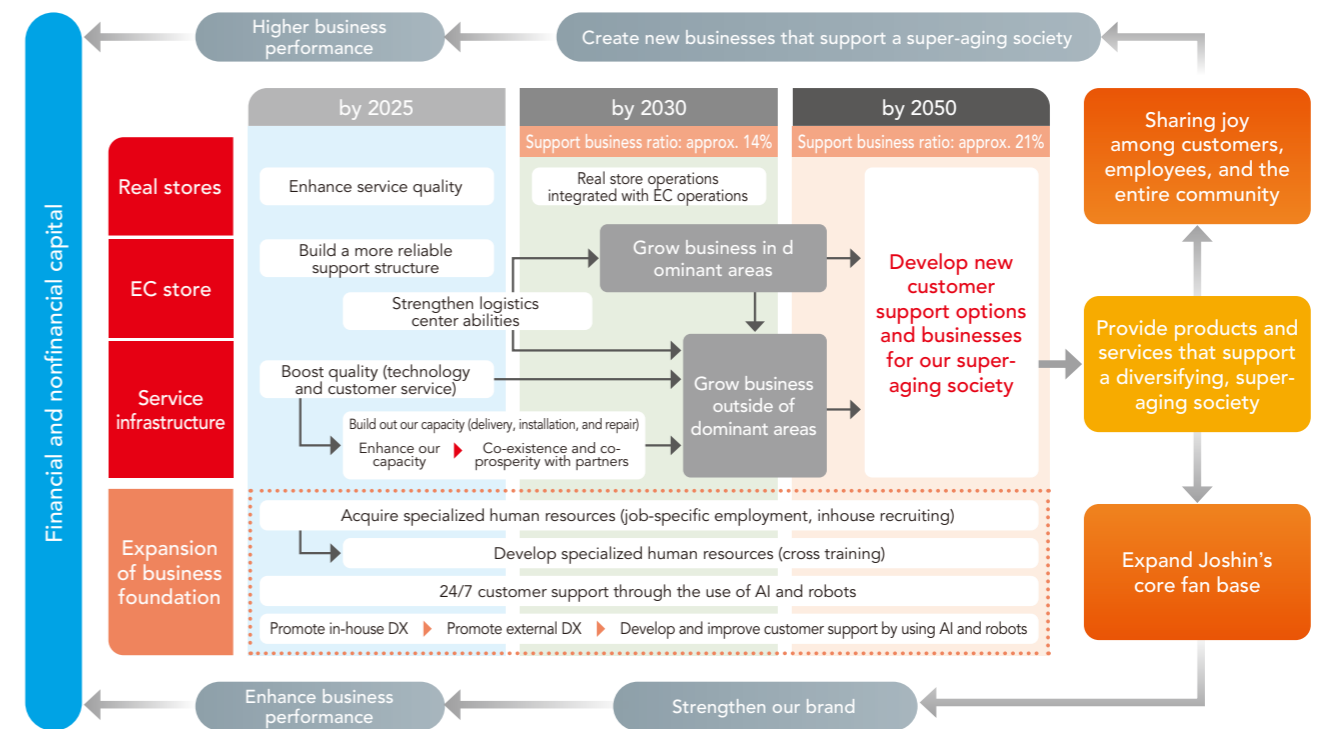 Higher business
performance
Create new businesses that support a super-aging society
Financial and nonfinancial capital
by 2025
by 2030
by 2050
Support business ratio: approx. 14%
Support business ratio: approx. 21%
Real stores
Enhance service quality
Real store operations
integrated with EC operations
EC store
Build a more reliable
support structure
Strengthen logistics
center abilities
Grow business in d
ominant areas
Service
infrastructure
Boost quality (technology
and customer service)
Build out our capacity (delivery, installation, and repair)
Enhance our
capacity
Co-existence and co-
prosperity with partners
Grow business
outside of
dominant areas
Develop new
customer
support options
and businesses
for our super-
aging society
Expansion
of business
foundation
Acquire specialized human resources (job-specific employment, inhouse recruiting)
Develop specialized human resources (cross training)
24/7 customer support through the use of AI and robots
Promote in-house DX
Promote external DX
Develop and improve customer support by using AI and robots
Sharing joy
among customers,
employees, and the
entire community
Provide products and
services that support
a diversifying, super-
aging society
Expand Joshin's
core fan base
Enhance business
performance
Strengthen our brand